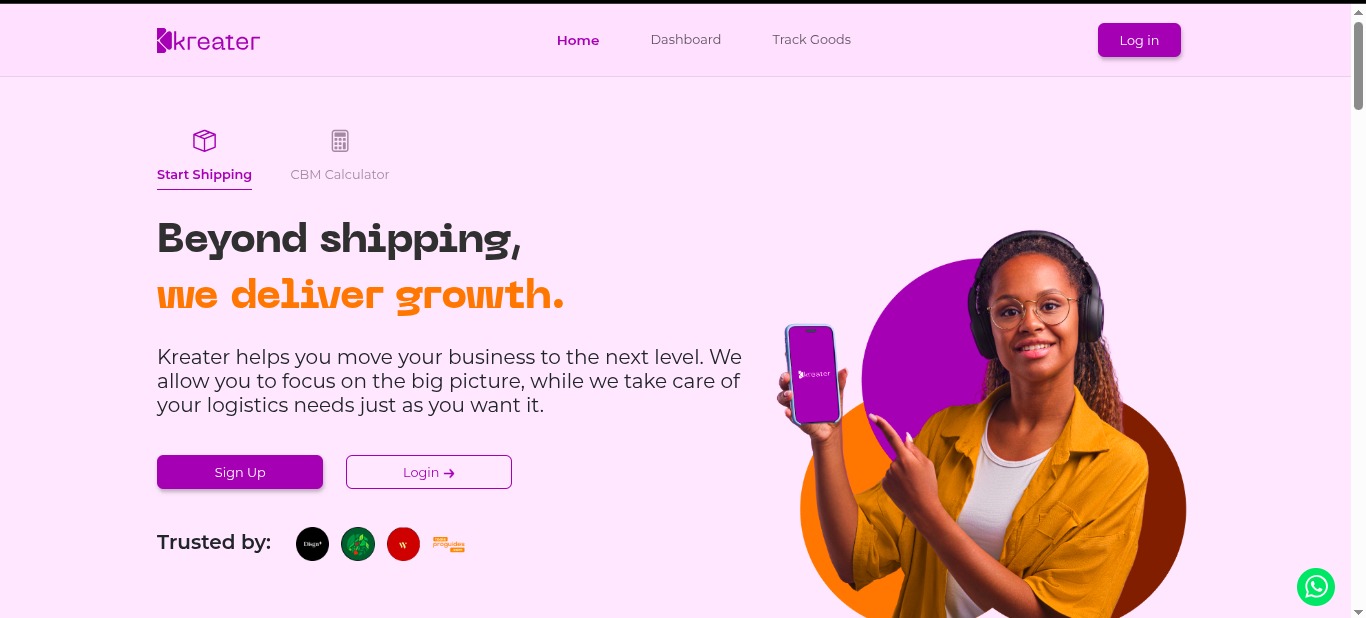 kreater
Home
Dashboard
Track Goods
Log in
Start Shipping
CBM Calculator
Beyond shipping,
we deliver growth.
Kreater helps you move your business to the next level. We
allow you to focus on the big picture, while we take care of
your logistics needs just as you want it.
kreater
Sign Up
Login →
Trusted by:
W
proguides